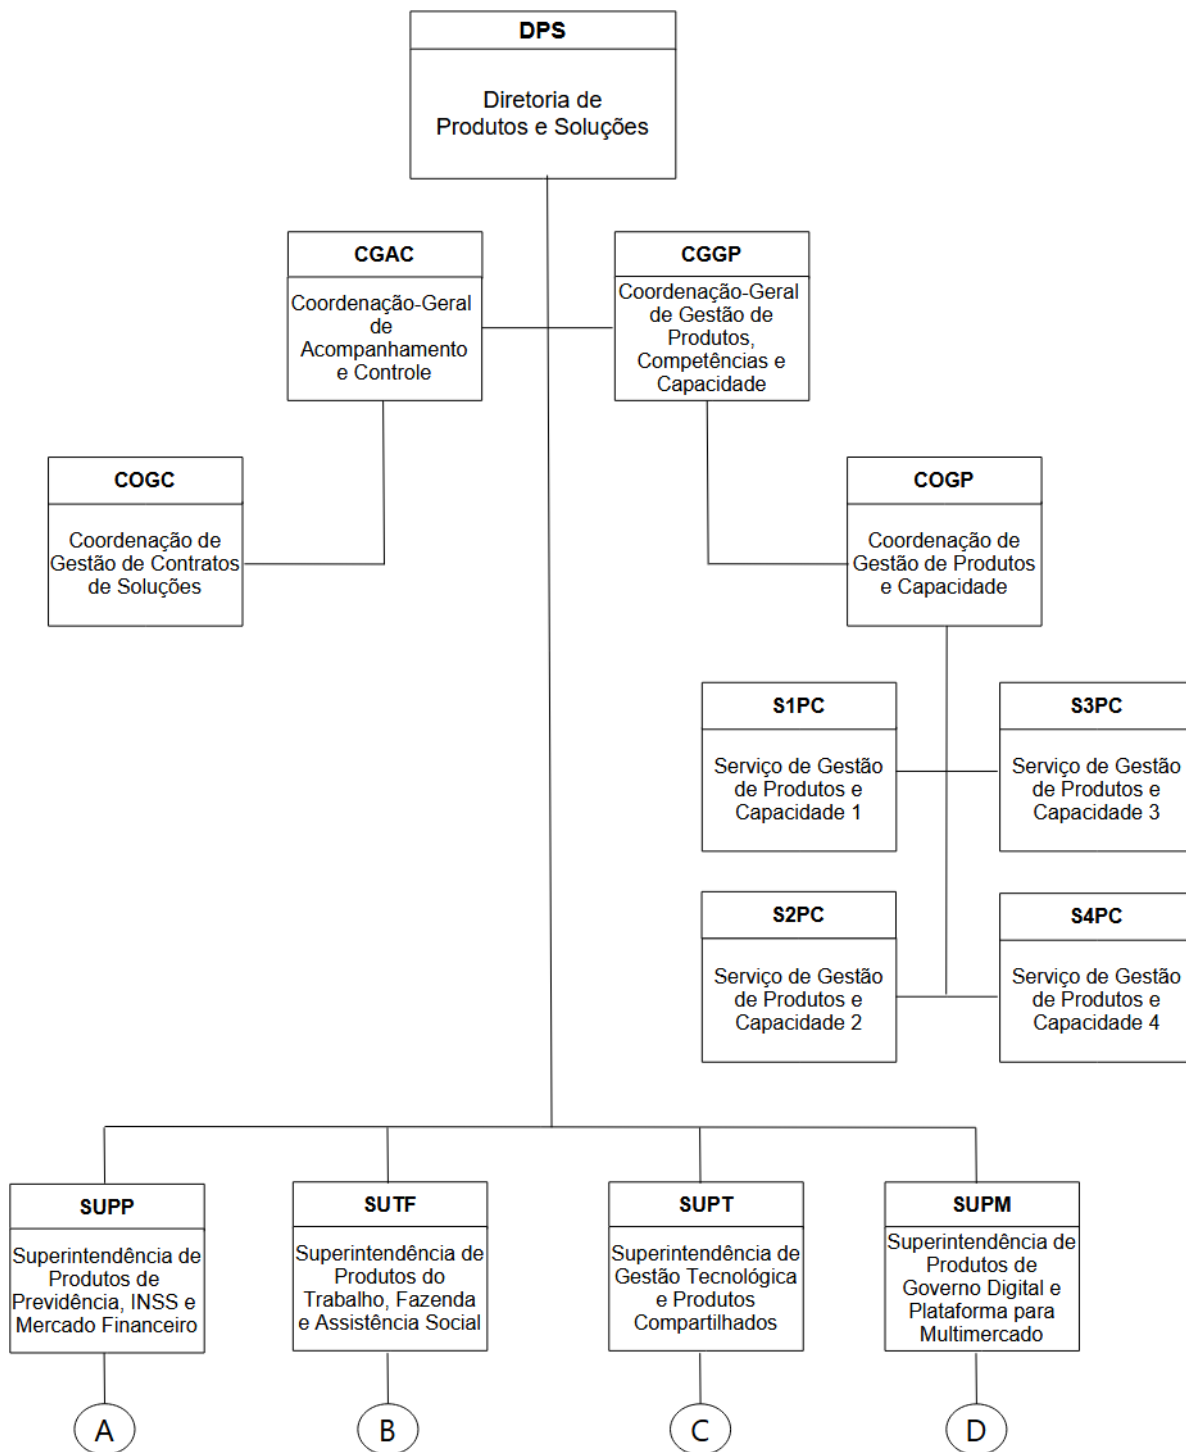 DPS
Diretoria de
Produtos e Soluções
CGAC
Coordenação-Geral
de
Acompanhamento
e Controle
CGGP
Coordenação-Geral
de Gestão de
Produtos,
Competências e
Capacidade
COGC
Coordenação de
Gestão de Contratos
de Soluções
COGP
Coordenação de
Gestão de Produtos
e Capacidade
S1PC
Serviço de Gestão
de Produtos e
Capacidade 1
S3PC
Serviço de Gestão
de Produtos e
Capacidade 3
S2PC
Serviço de Gestão
de Produtos e
Capacidade 2
S4PC
Serviço de Gestão
de Produtos e
Capacidade 4
SUPP
Superintendência de
Produtos de
Previdência, INSS e
Mercado Financeiro
SUTF
Superintendência de
Produtos do
Trabalho, Fazenda
e Assistência Social
SUPT
Superintendência de
Gestão Tecnológica
e Produtos
Compartilhados
SUPM
Superintendência de
Produtos de
Governo Digital e
Plataforma para
Multimercado
A
B
C
D